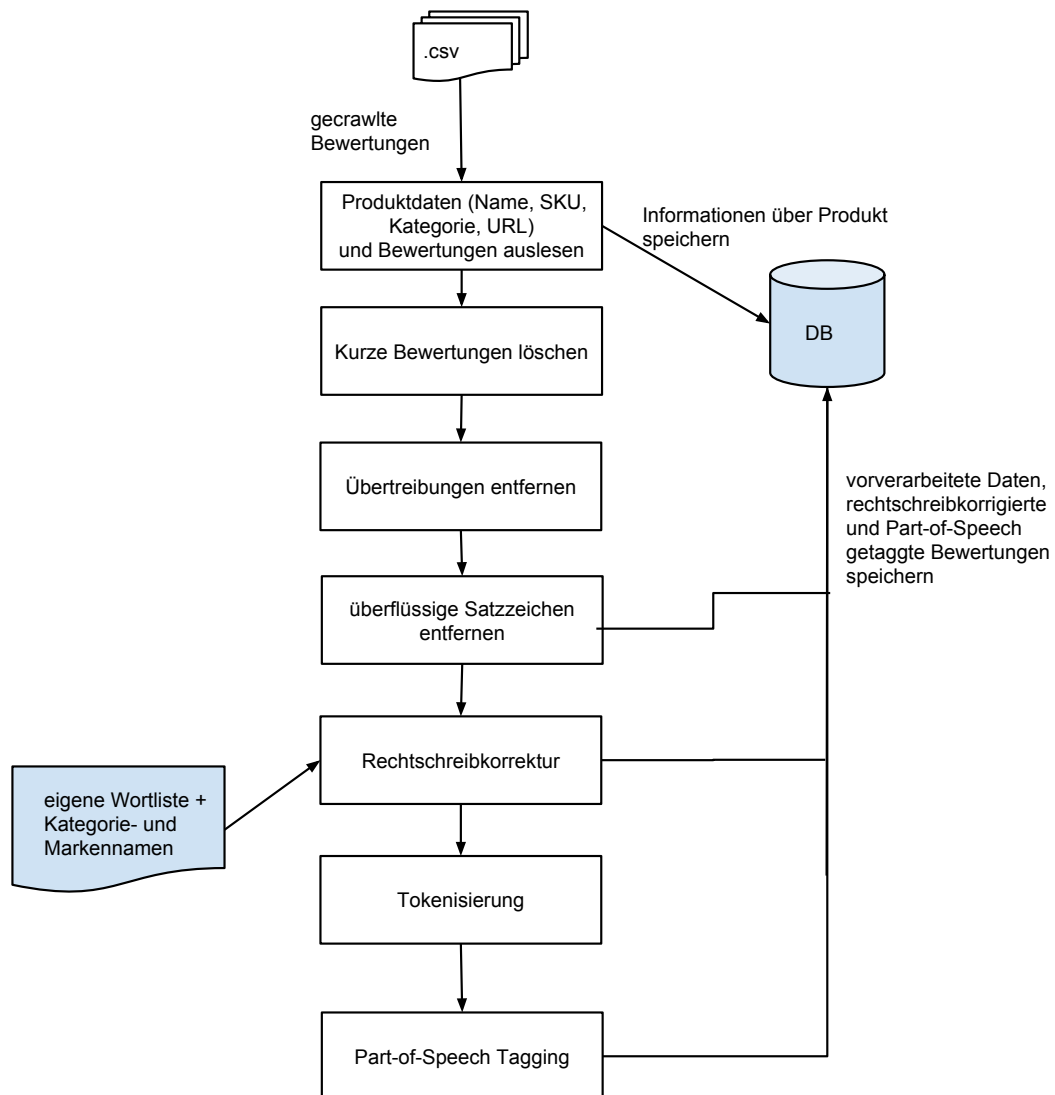 .csv
gecrawlte
Bewertungen
Produktdaten (Name, SKU,
Kategorie, URL)
und Bewertungen auslesen
Informationen über Produkt
speichern
DB
Kurze Bewertungen löschen
Übertreibungen entfernen
vorverarbeitete Daten,
rechtschreibkorrigierte
und Part-of-Speech
getaggte Bewertungen
speichern
überflüssige Satzzeichen
entfernen
Rechtschreibkorrektur
eigene Wortliste +
Kategorie- und
Markennamen
Tokenisierung
Part-of-Speech Tagging